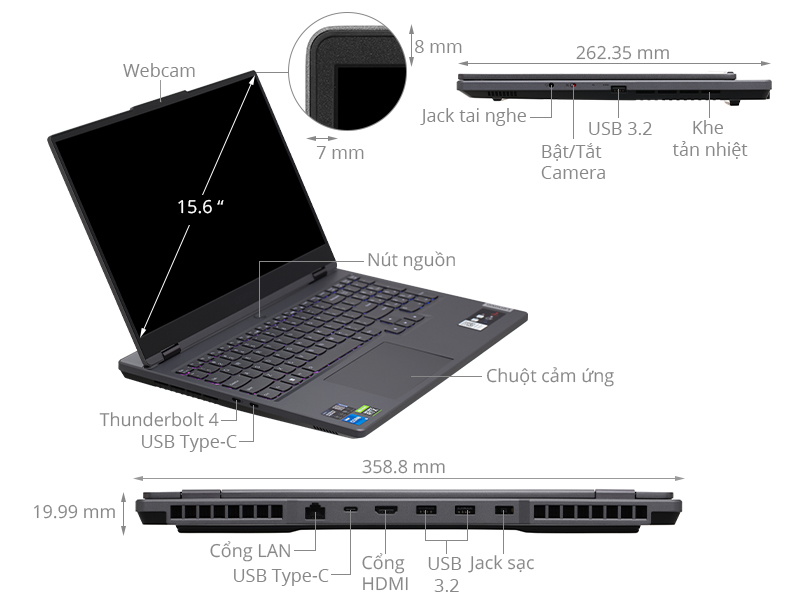 8 mm
262.35 mm
Webcam
Jack tai nghe
USB 3.2
Khe
tản nhiệt
7 mm
Bật/Tắt
Camera
15.6 “
Nút nguồn
Chuột cảm ứng
Thunderbolt 4
USB Type-C
358.8 mm
19.99 mm
Cổng LAN
USB Type-C
Cổng
HDMI
USB
3.2
Jack sạc